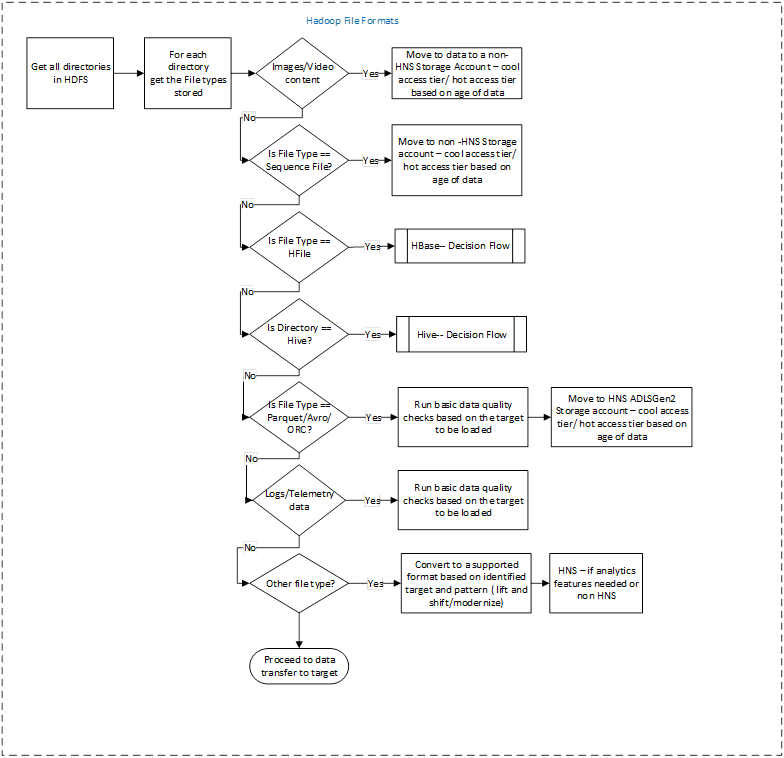 Hadoop File Formats
Get all directories
in HDFS
For each
directory
get the File types
stored
Images/Video
content
Yes
Move to data to a non-
HNS Storage Account – cool
access tier/ hot access tier
based on age of data
No
Is File Type ==
Sequence File?
Yes
Move to non -HNS Storage
account – cool access tier/
hot access tier based on
age of data
No
Is File Type ==
HFile
Yes
HBase-- Decision Flow
No
Is Directory ==
Hive?
Yes
Hive-- Decision Flow
No
Is File Type ==
Parquet/Avro/
ORC?
Yes
Run basic data quality
checks based on the target
to be loaded
Move to HNS ADLSGen2
Storage account – cool access
tier/ hot access tier based on
age of data
No
Logs/Telemetry
data
Yes
Run basic data quality
checks based on the target
to be loaded
No
Other file type?
Yes
Convert to a supported
format based on identified
target and pattern ( lift and
shift/modernize)
HNS – if analytics
features needed or
non HNS
Proceed to data
transfer to target